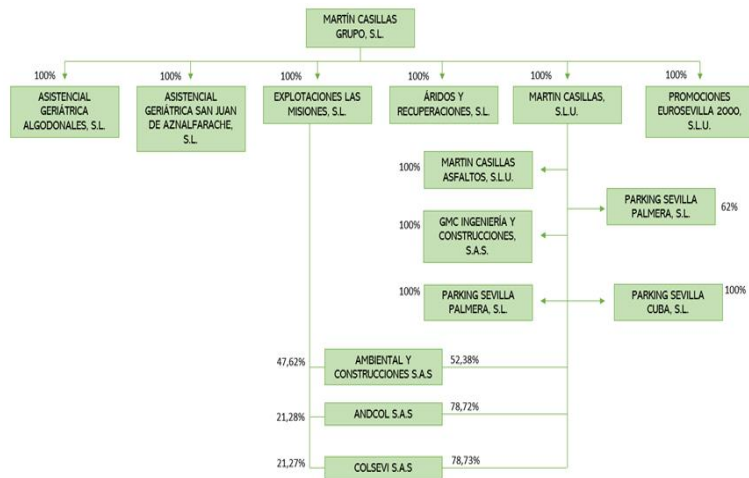 MARTÍN CASILLAS
GRUPO, S.L.
100%
100%
100%
100%
100%
100%
ASISTENCIAL
GERIÁTRICA
ALGODONALES, S.L.
ASISTENCIAL
GERIÁTRICA SAN JUAN
DE AZNALFARACHE,
S.L.
EXPLOTACIONES LAS
MISIONES, S.L.
ÁRIDOS Y
RECUPERACIONES, S.L.
MARTIN CASILLAS,
S.L.U.
PROMOCIONES
EUROSEVILLA 2000,
S.L.U.
100%
MARTIN CASILLAS
ASFALTOS, S.L.U.
PARKING SEVILLA
PALMERA, S.L.
62%
100%
GMC INGENIERÍA Y
CONSTRUCCIONES,
S.A.S.
100%
PARKING SEVILLA
PALMERA, S.L.
PARKING SEVILLA
CUBA, S.L.
100%
47,62%
AMBIENTAL Y
CONSTRUCCIONES S.A.S
52,38%
21,28%
ANDCOL S.A.S
78,72%
21,27%
COLSEVI S.A.S
78,73%